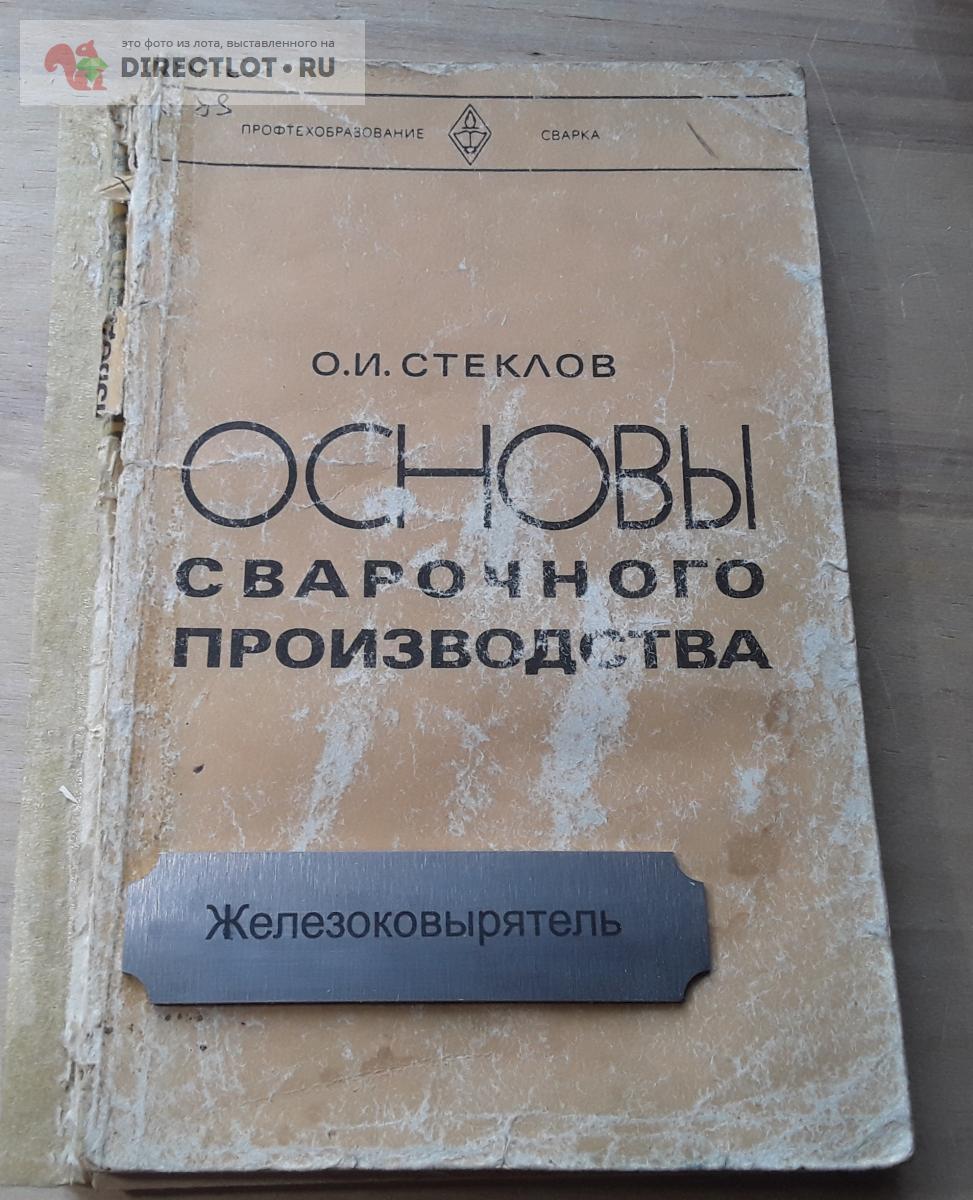 это фото из лота, выставленного на
DIRECTLOT•RU
ПРОФТЕХОБРАЗОВАНИЕ СВАРКА
О.И. СТЕКЛОВ
ОСНОВЫ
СВАРОЧНОГО
ПРОИЗВОДСТВА
Железоковырятель